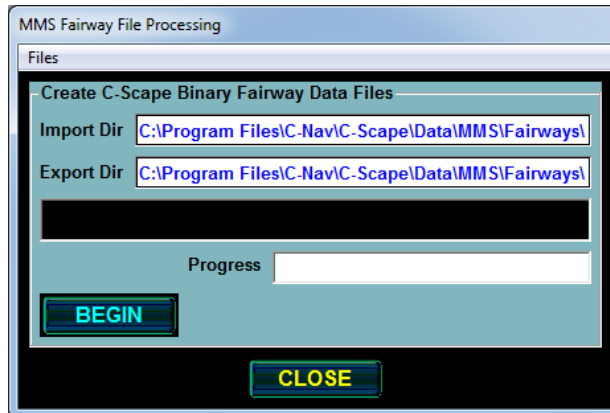 MMS Fairway File Processing
Files
Create C-Scape Binary Fairway Data Files
Import Dir C:\Program Files\C-Nav\C-Scape\Data\MMS\Fairways\
Export Dir C:\Program Files\C-Nav\C-Scape\Data\MMS\Fairways\
Progress
BEGIN
CLOSE